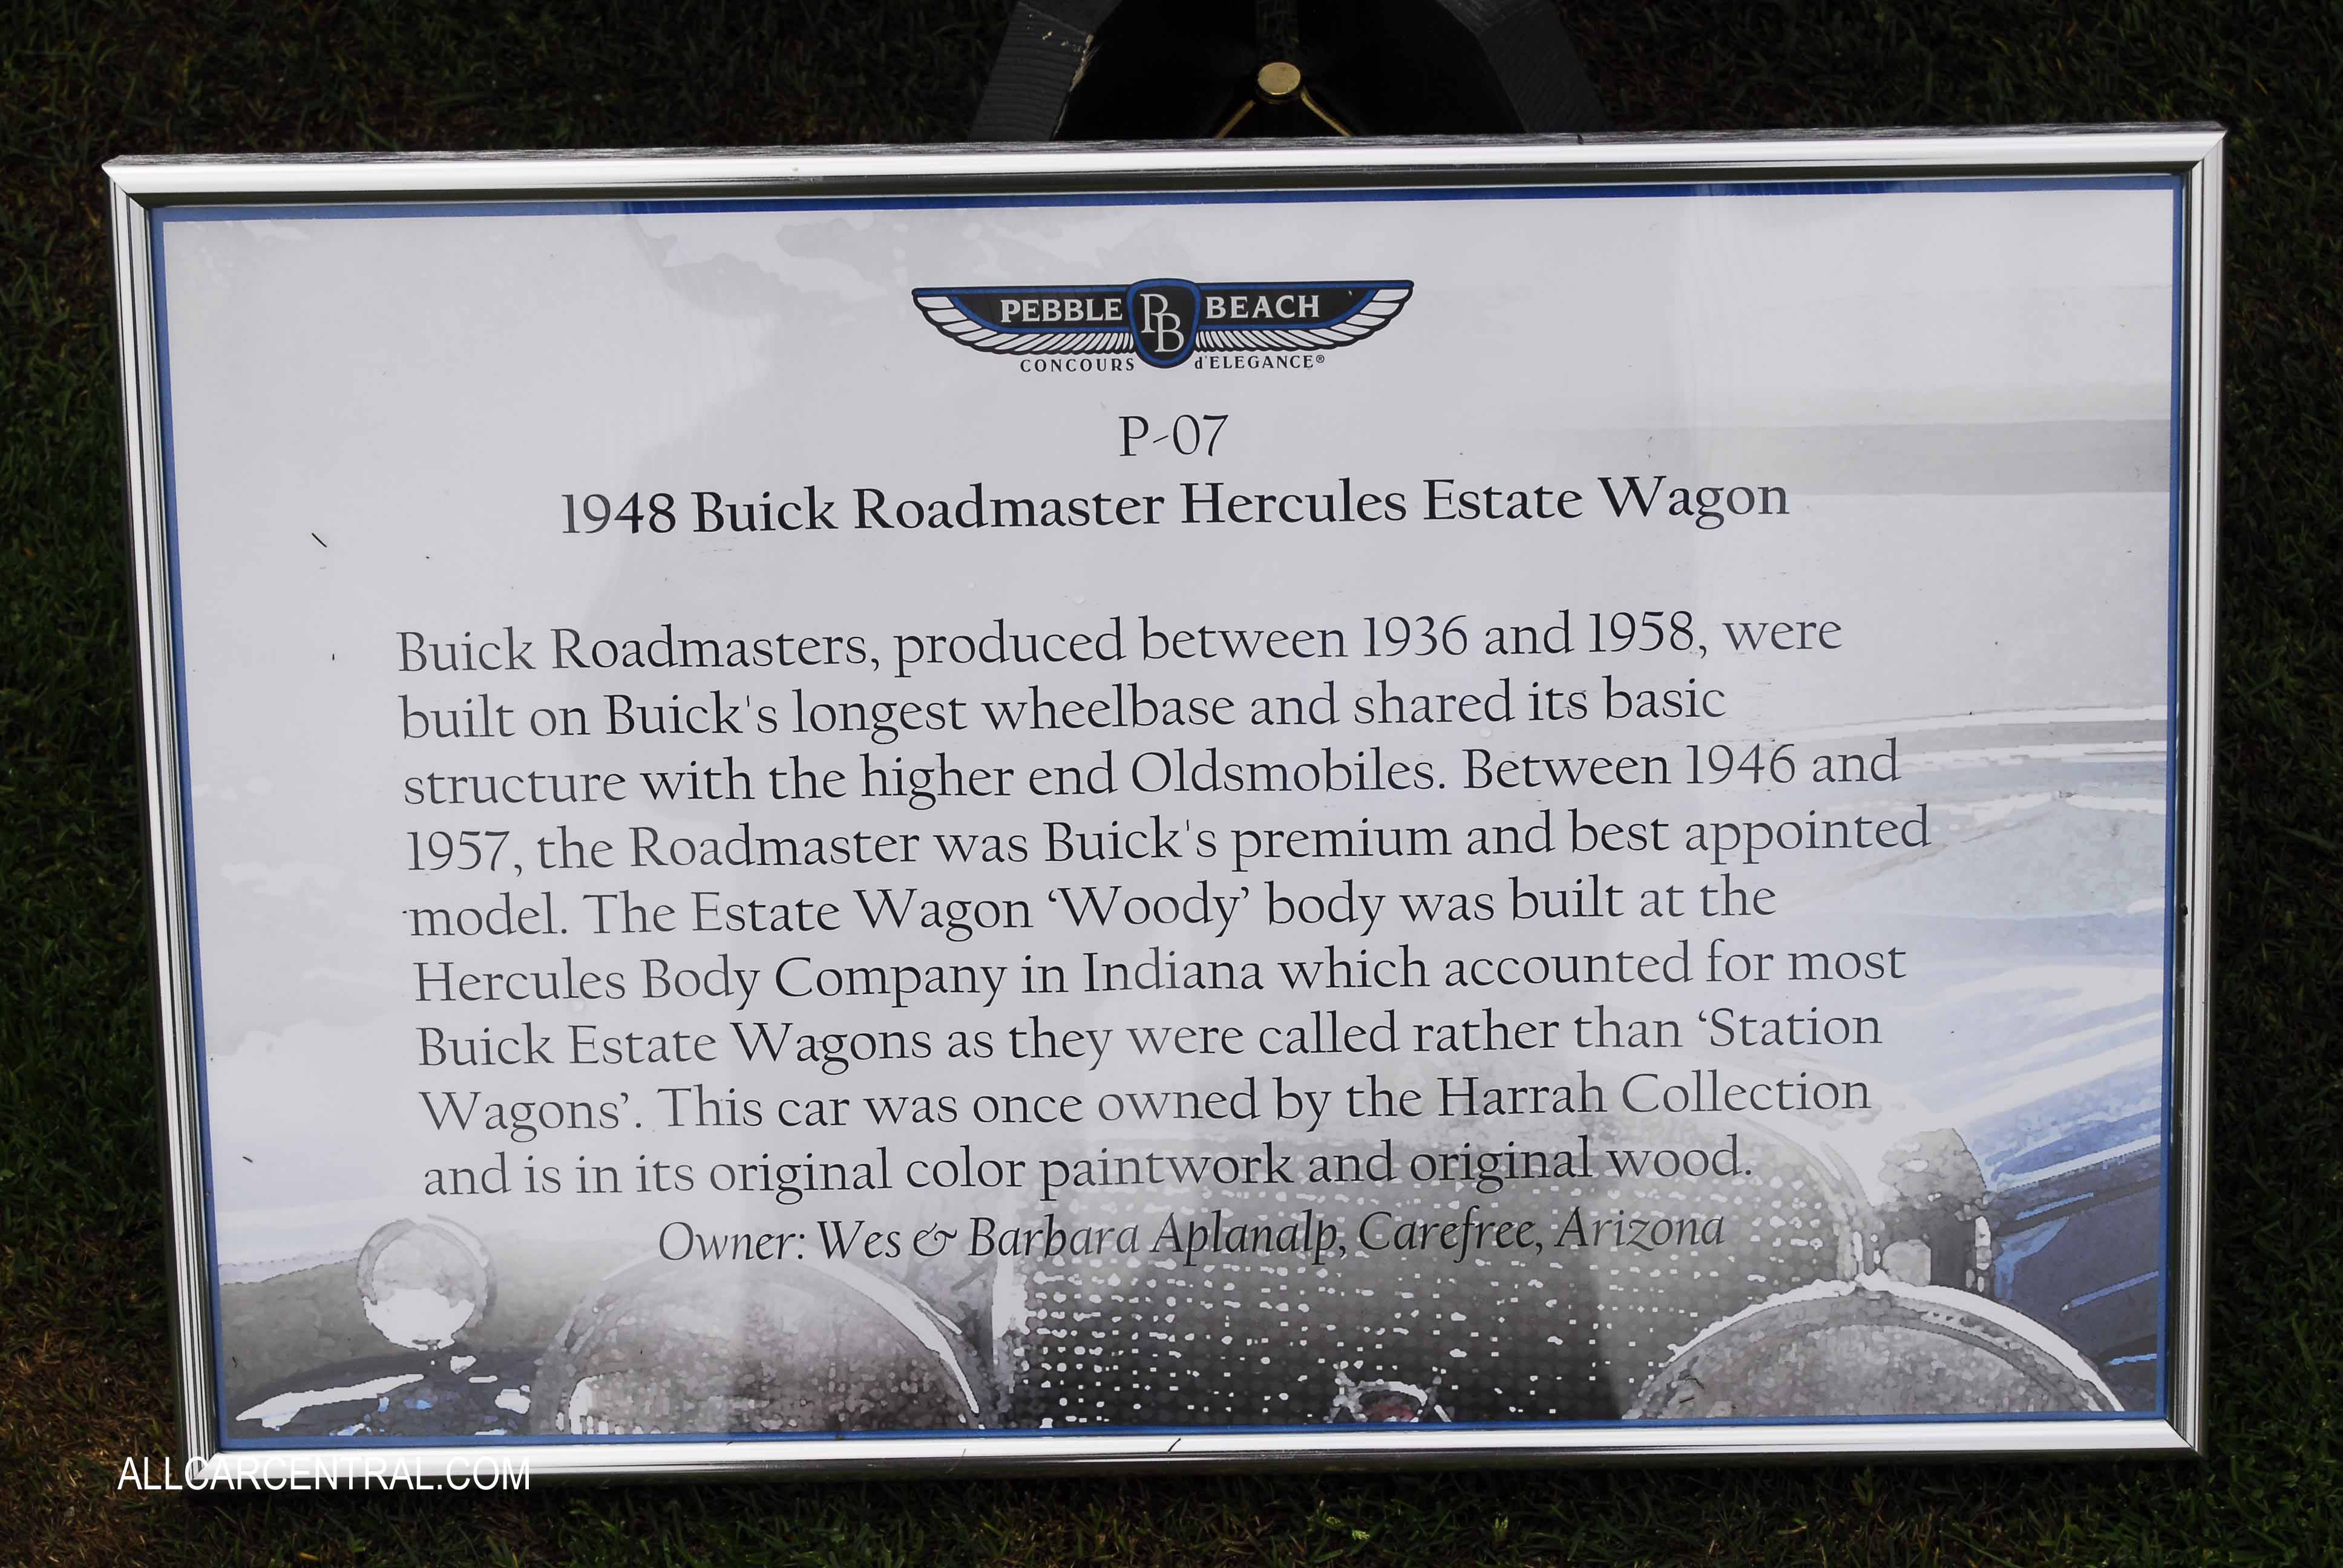 PEBBLE PB BEACH
CONCOURS d'ELEGANCE®
P-07
1948 Buick Roadmaster Hercules Estate Wagon
Buick Roadmasters, produced between 1936 and 1958, were
built on Buick's longest wheelbase and shared its basic
structure with the higher end Oldsmobiles. Between 1946 and
1957, the Roadmaster was Buick's premium and best appointed
model. The Estate Wagon ‘Woody’ body was built at the
Hercules Body Company in Indiana which accounted for most
Buick Estate Wagons as they were called rather than ‘Station
Wagons’. This car was once owned by the Harrah Collection
and is in its original color paintwork and original wood.
Owner: Wes & Barbara Aplanalp, Carefree, Arizona
ALLCARCENTRAL.COM